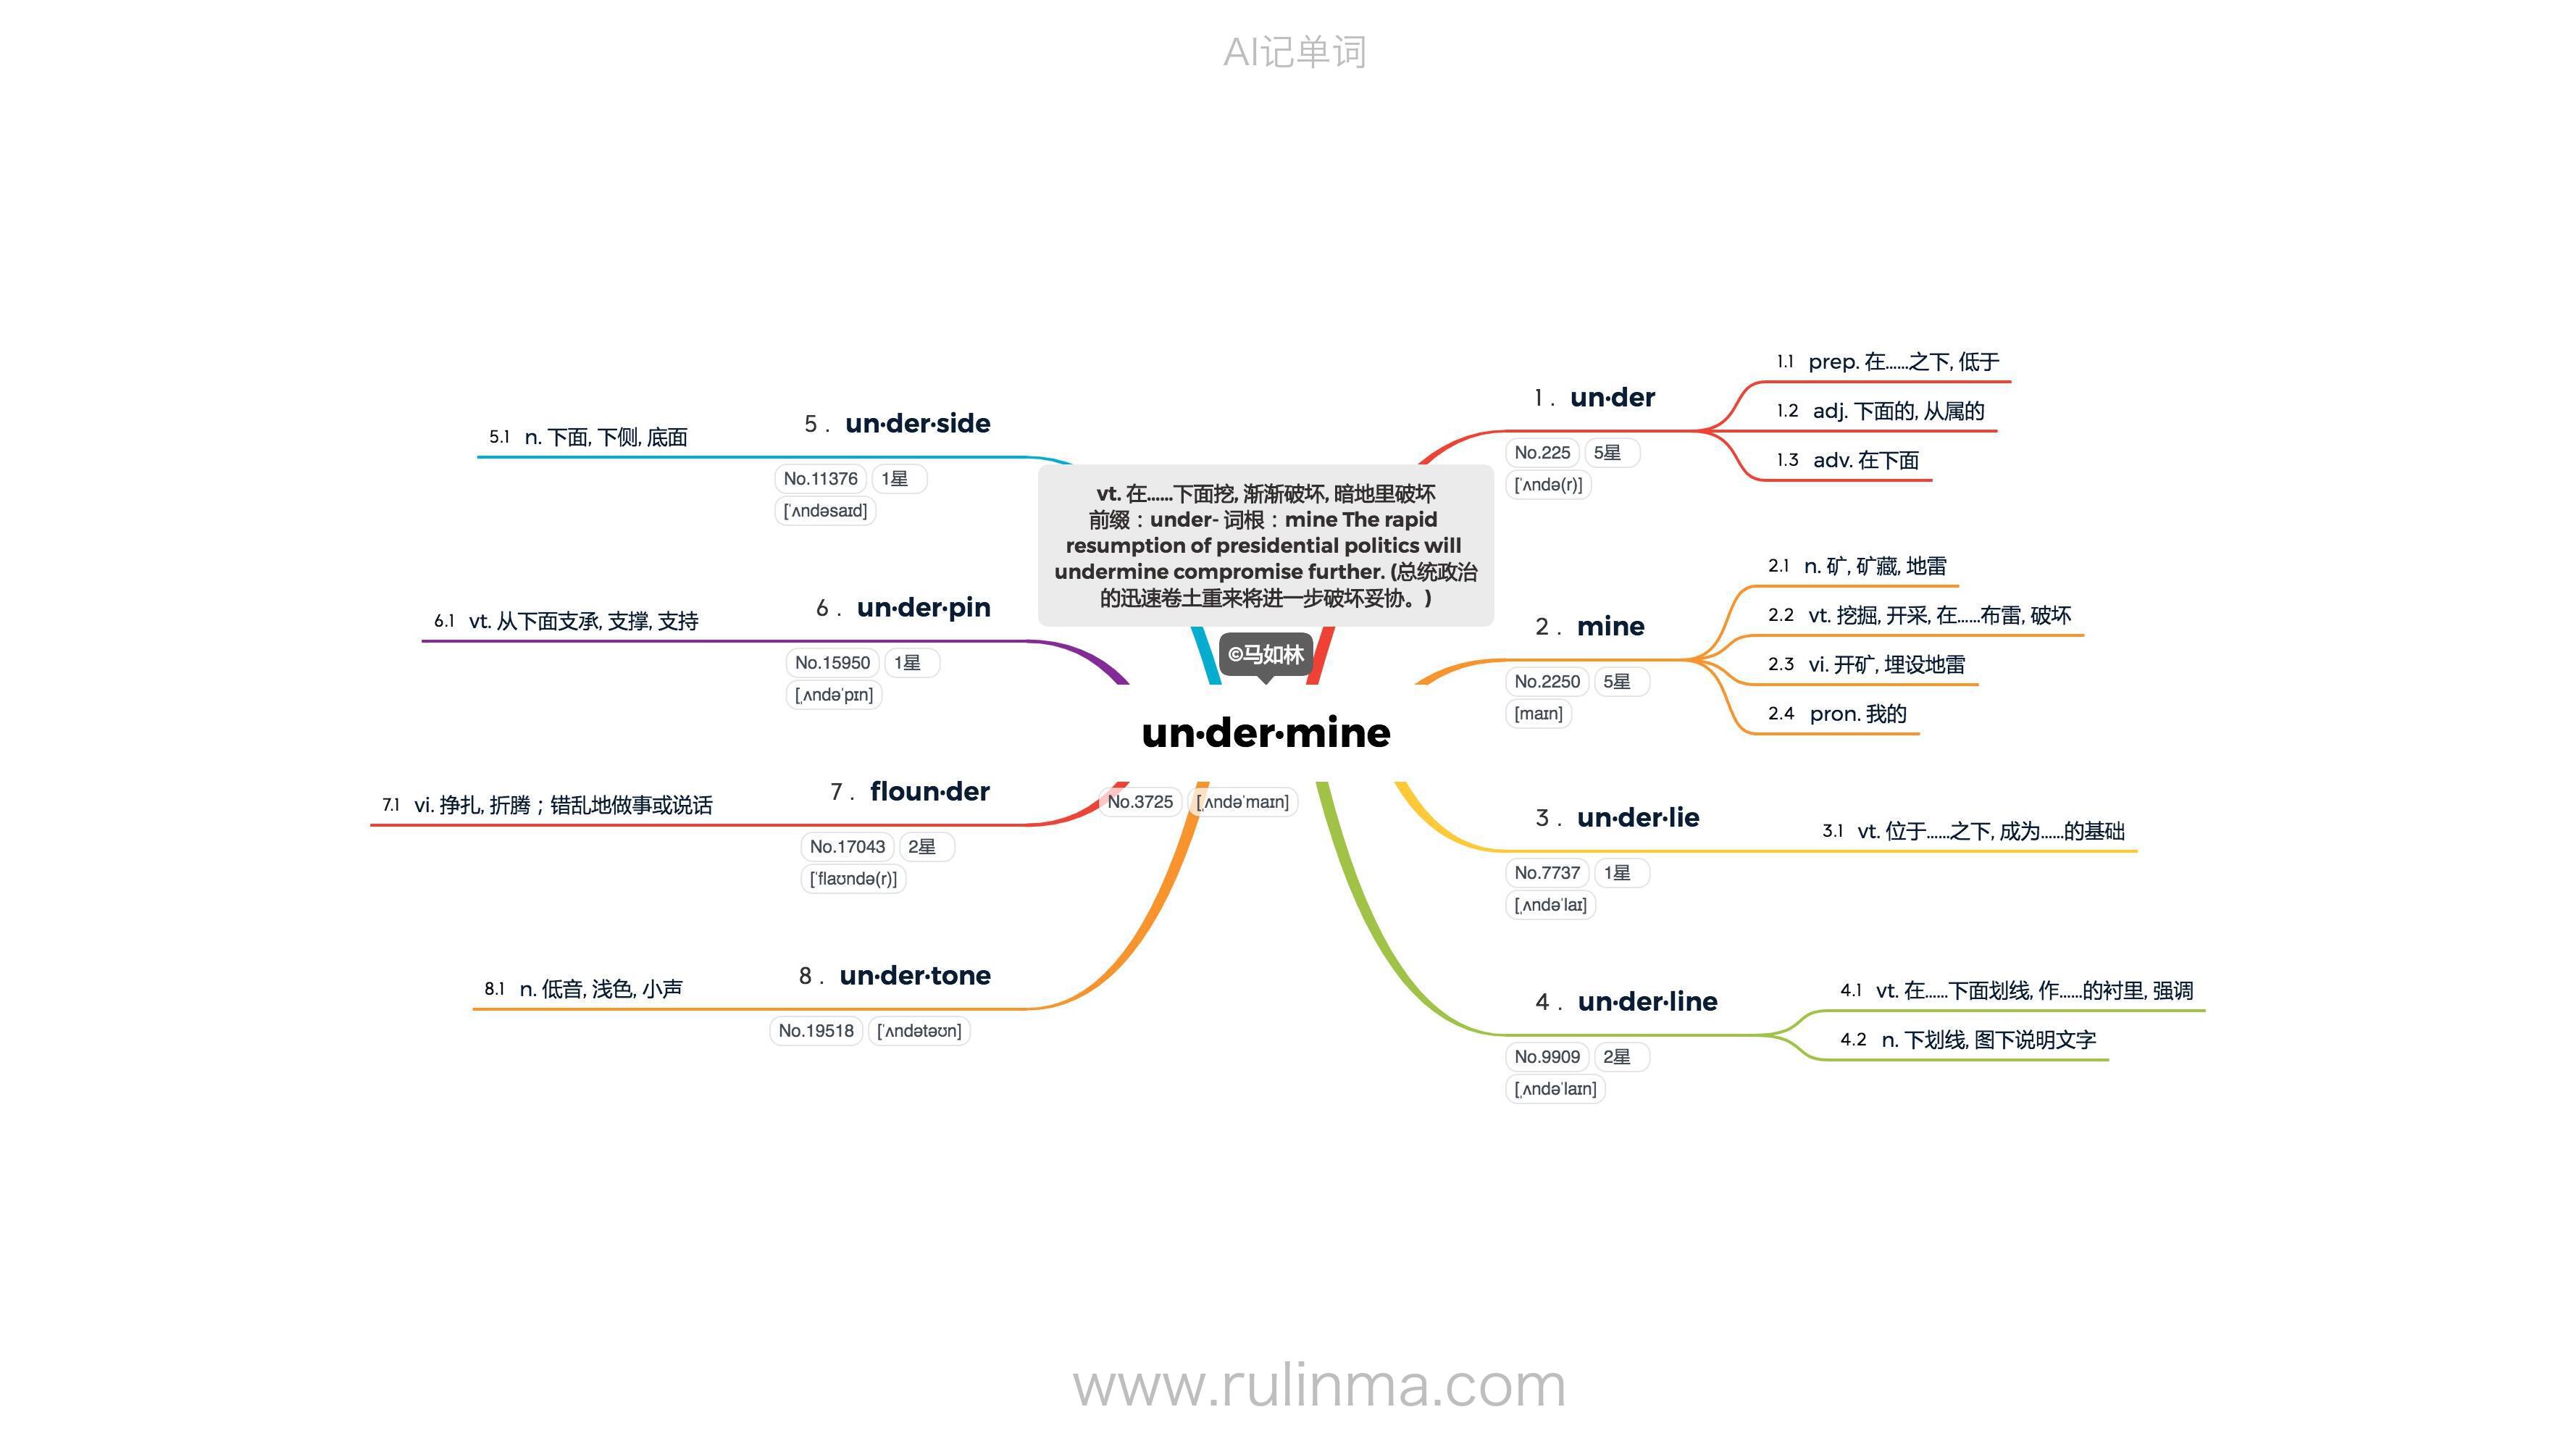 AI记单词
vt. 在……下面挖, 渐渐破坏, 暗地里破坏
前缀：under- 词根：mine The rapid
resumption of presidential politics will
undermine compromise further. (总统政治
的迅速卷土重来将进一步破坏妥协。)
©马如林
un·der·mine
No.3725 [ˌʌndəˈmaɪn]
1. un·der
No.225 5星
[ˈʌndə(r)]
1.1 prep. 在……之下, 低于
1.2 adj. 下面的, 从属的
1.3 adv. 在下面
2. mine
No.2250 5星
[maɪn]
2.1 n. 矿, 矿藏, 地雷
2.2 vt. 挖掘, 开采, 在……布雷, 破坏
2.3 vi. 开矿, 埋设地雷
2.4 pron. 我的
3. un·der·lie
No.7737 1星
[ˌʌndəˈlaɪ]
3.1 vt. 位于……之下, 成为……的基础
4. un·der·line
No.9909 2星
[ˌʌndəˈlaɪn]
4.1 vt. 在……下面划线, 作……的衬里, 强调
4.2 n. 下划线, 图下说明文字
5. un·der·side
No.11376 1星
[ˈʌndəsaɪd]
5.1 n. 下面, 下侧, 底面
6. un·der·pin
No.15950 1星
[ˌʌndəˈpɪn]
6.1 vt. 从下面支承, 支撑, 支持
7. floun·der
No.17043 2星
[ˈflaʊndə(r)]
7.1 vi. 挣扎, 折腾；错乱地做事或说话
8. un·der·tone
No.19518 [ˈʌndətəʊn]
8.1 n. 低音, 浅色, 小声
www.rulinma.com